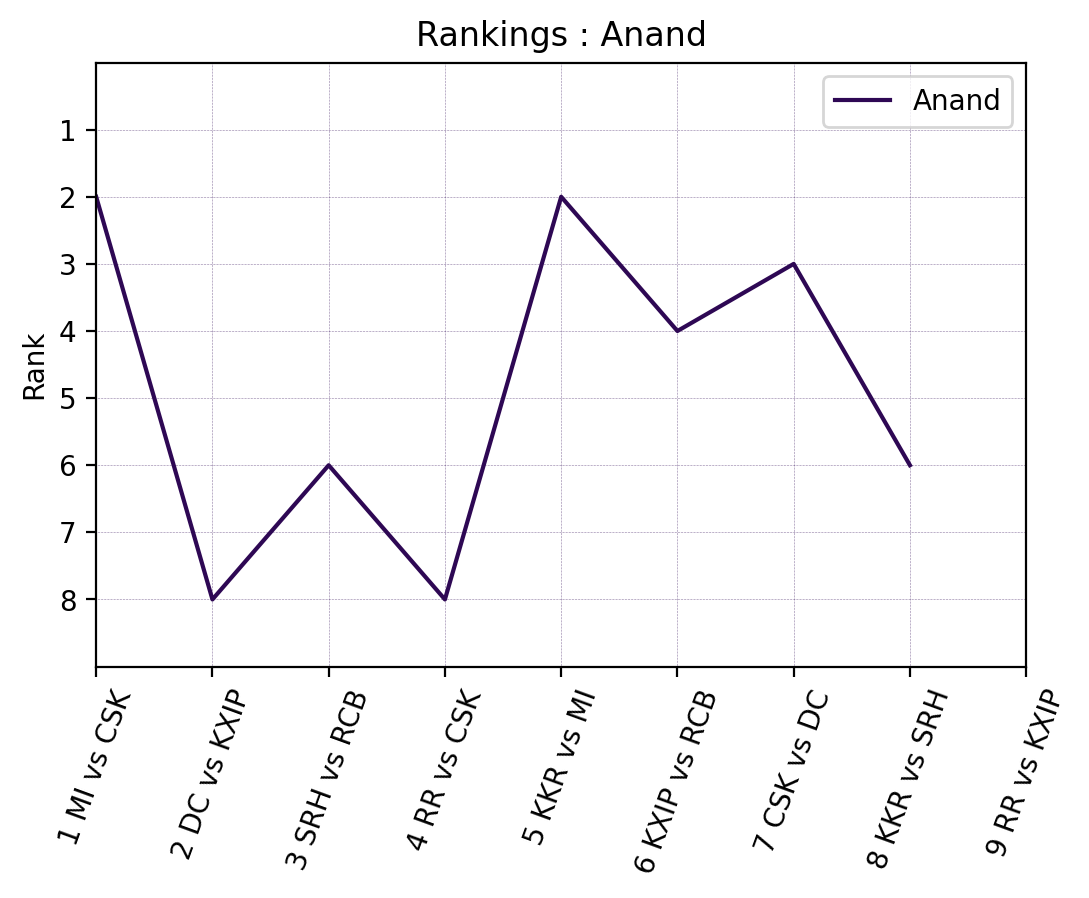 Rankings : Anand
Anand
Rank
1
2
3
4
5
6
7
8
1 MI vs CSK
2 DC vs KXIP
3 SRH vs RCB
4 RR vs CSK
5 KKR vs MI
6 KXIP vs RCB
7 CSK vs DC
8 KKR vs SRH
9 RR vs KXIP